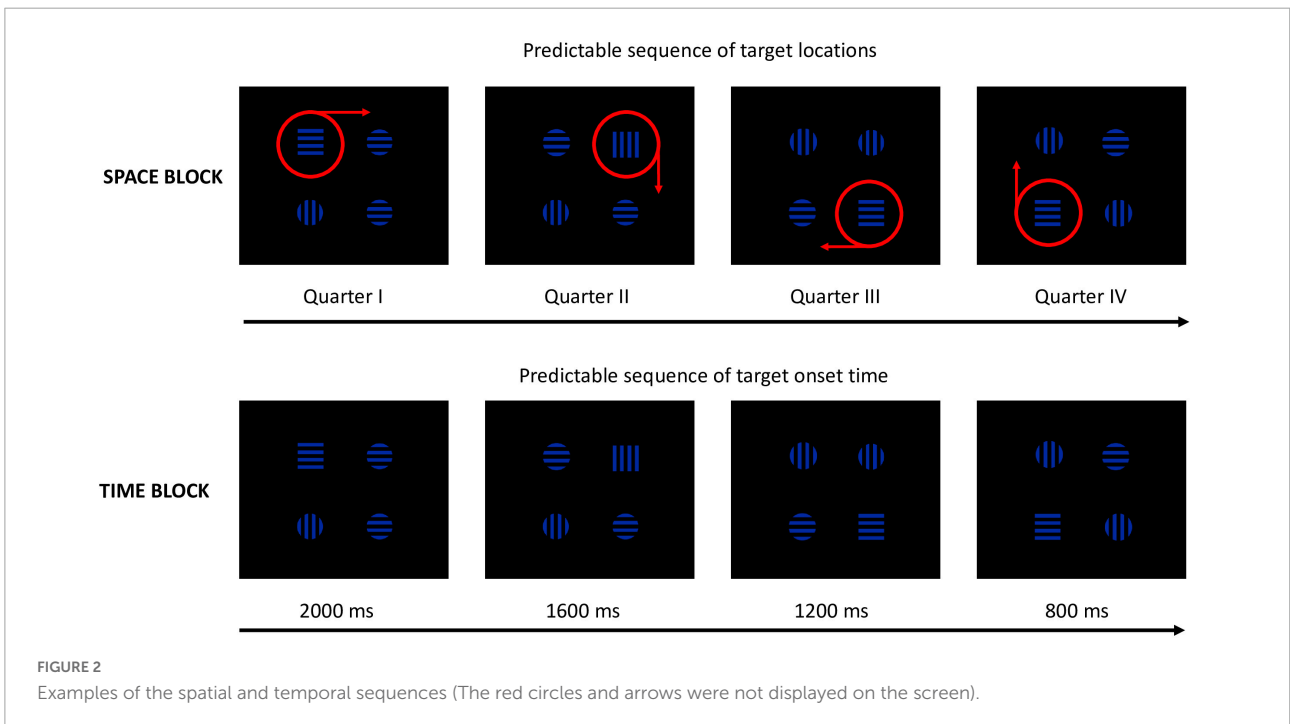 Predictable sequence of target locations
SPACE BLOCK
Quarter I
Quarter II
Quarter III
Quarter IV
Predictable sequence of target onset time
TIME BLOCK
2000 ms
1600 ms
1200 ms
800 ms
FIGURE 2
Examples of the spatial and temporal sequences (The red circles and arrows were not displayed on the screen).